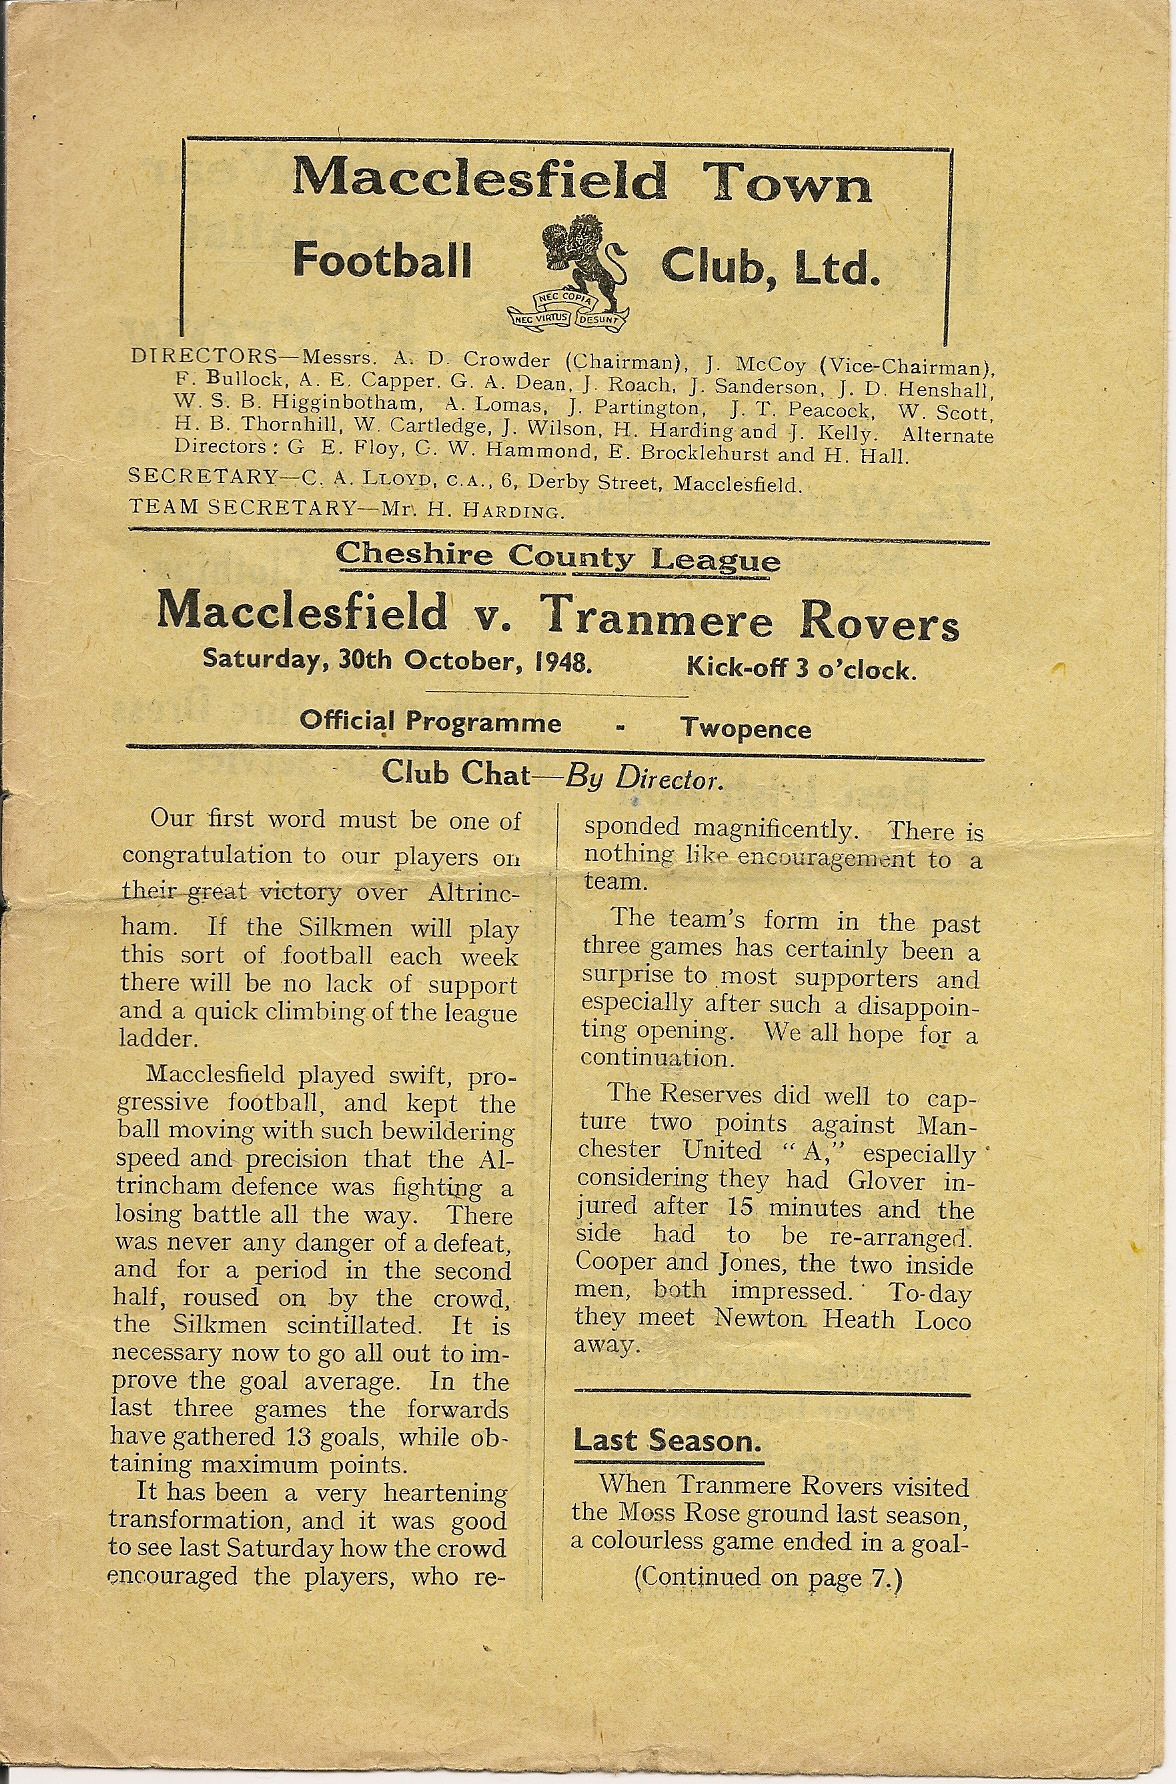 Macclesfield Town
Football Club, Ltd.
NEC COPIA
NEC VIRTUS DESUNT
DIRECTORS—Messrs. A. D. Crowder (Chairman), J. McCoy (Vice-Chairman),
F. Bullock, A. E. Capper. G. A. Dean, J. Roach, J. Sanderson, J. D. Henshall,
W. S. B. Higginbotham, A. Lomas, J. Partington, J. T. Peacock, W. Scott,
H. B. Thornhill, W. Cartledge, J. Wilson, H. Harding and J. Kelly. Alternate
Directors: G E. Floy, C. W. Hammond, E. Brocklehurst and H. Hall.
SECRETARY—C. A. LLOYD, C.A., 6, Derby Street, Macclesfield.
TEAM SECRETARY—Mr. H. HARDING.
Cheshire County League
Macclesfield v. Tranmere Rovers
Saturday, 30th October, 1948. Kick-off 3 o'clock.
Official Programme - Twopence
Club Chat—By Director.
Our first word must be one of
congratulation to our players on
their great victory over Altrinc-
ham. If the Silkmen will play
this sort of football each week
there will be no lack of support
and a quick climbing of the league
ladder.
Macclesfield played swift, pro-
gressive football, and kept the
ball moving with such bewildering
speed and precision that the Al-
trincham defence was fighting a
losing battle all the way. There
was never any danger of a defeat,
and for a period in the second
half, roused on by the crowd,
the Silkmen scintillated. It is
necessary now to go all out to im-
prove the goal average. In the
last three games the forwards
have gathered 13 goals, while ob-
taining maximum points.
It has been a very heartening
transformation, and it was good
to see last Saturday how the crowd
encouraged the players, who re-
sponded magnificently. There is
nothing like encouragement to a
team.
The team's form in the past
three games has certainly been a
surprise to most supporters and
especially after such a disappoin-
ting opening. We all hope for a
continuation.
The Reserves did well to cap-
ture two points against Man-
chester United "A," especially
considering they had Glover in-
jured after 15 minutes and the
side had to be re-arranged.
Cooper and Jones, the two inside
men, both impressed. To-day
they meet Newton Heath Loco
away.
Last Season.
When Tranmere Rovers visited
the Moss Rose ground last season,
a colourless game ended in a goal-
(Continued on page 7.)